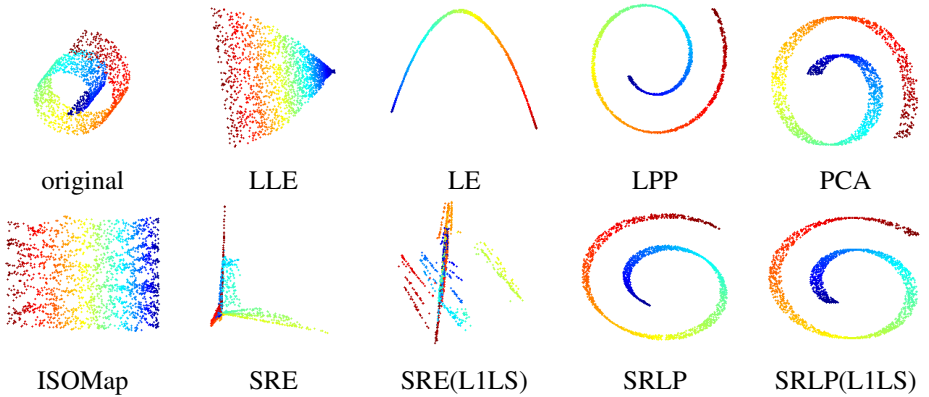 original
LLE
LE
LPP
PCA
ISOMap
SRE
SRE(L1LS)
SRLP
SRLP(L1LS)